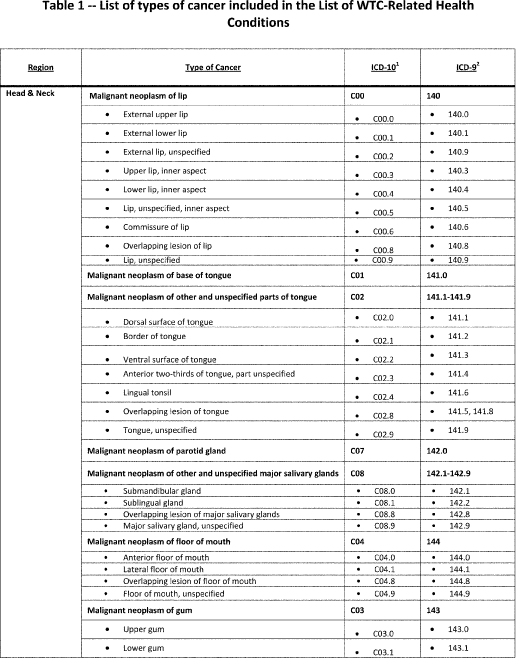 Table 1 -- List of types of cancer included in the List of WTC-Related Health
Conditions
Region Type of Cancer ICD-10¹ ICD-9²
Head & Neck Malignant neoplasm of lip C00 140
• External upper lip • C00.0 • 140.0
• External lower lip • C00.1 • 140.1
• External lip, unspecified • C00.2 • 140.9
• Upper lip, inner aspect • C00.3 • 140.3
• Lower lip, inner aspect • C00.4 • 140.4
• Lip, unspecified, inner aspect • C00.5 • 140.5
• Commissure of lip • C00.6 • 140.6
• Overlapping lesion of lip • C00.8 • 140.8
• Lip, unspecified • C00.9 • 140.9
Malignant neoplasm of base of tongue C01 141.0
Malignant neoplasm of other and unspecified parts of tongue C02 141.1-141.9
• Dorsal surface of tongue • C02.0 • 141.1
• Border of tongue • C02.1 • 141.2
• Ventral surface of tongue • C02.2 • 141.3
• Anterior two-thirds of tongue, part unspecified • C02.3 • 141.4
• Lingual tonsil • C02.4 • 141.6
• Overlapping lesion of tongue • C02.8 • 141.5, 141.8
• Tongue, unspecified • C02.9 • 141.9
Malignant neoplasm of parotid gland C07 142.0
Malignant neoplasm of other and unspecified major salivary glands C08 142.1-142.9
• Submandibular gland • C08.0 • 142.1
• Sublingual gland • C08.1 • 142.2
• Overlapping lesion of major salivary glands • C08.8 • 142.8
• Major salivary gland, unspecified • C08.9 • 142.9
Malignant neoplasm of floor of mouth C04 144
• Anterior floor of mouth • C04.0 • 144.0
• Lateral floor of mouth • C04.1 • 144.1
• Overlapping lesion of floor of mouth • C04.8 • 144.8
• Floor of mouth, unspecified • C04.9 • 144.9
Malignant neoplasm of gum C03 143
• Upper gum • C03.0 • 143.0
• Lower gum • C03.1 • 143.1